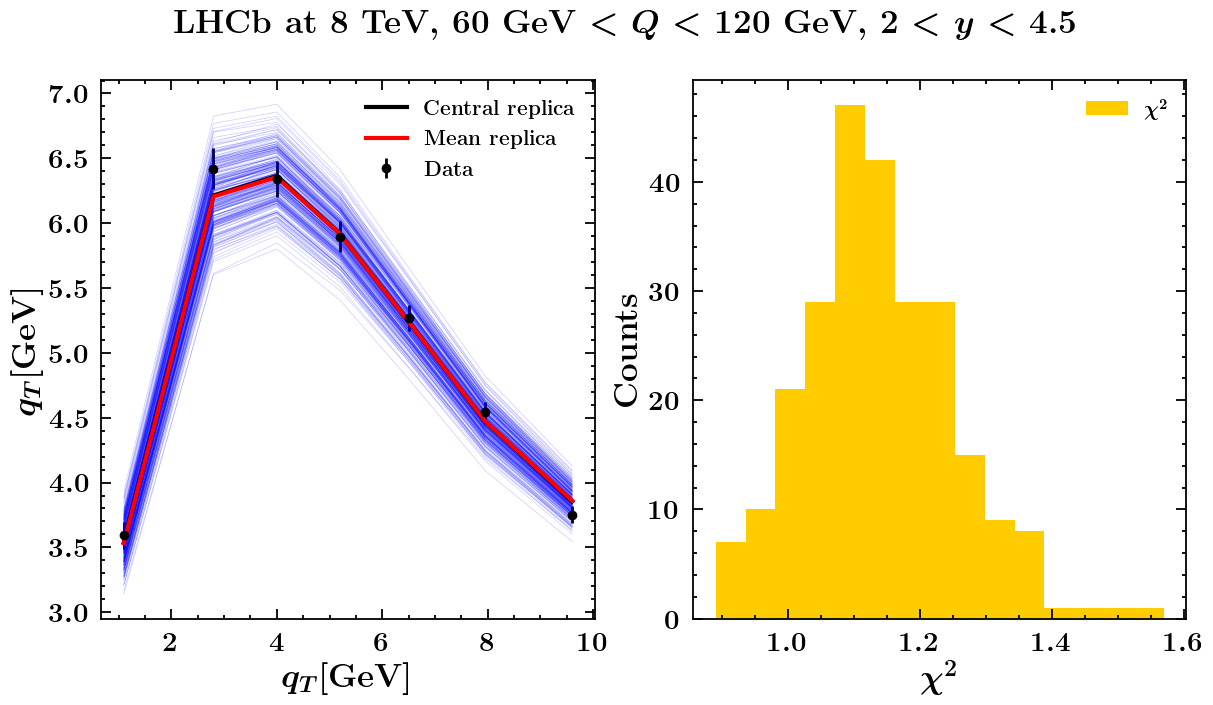 LHCb at 8 TeV, 60 GeV < Q < 120 GeV, 2 < y < 4.5
7.0
6.5
6.0
5.5
5.0
4.5
4.0
3.5
3.0
q_T[GeV]
Central replica
Mean replica
Data
2 4 6 8 10
q_T[GeV]
40
30
20
10
0
Counts
χ²
1.0 1.2 1.4 1.6
χ²